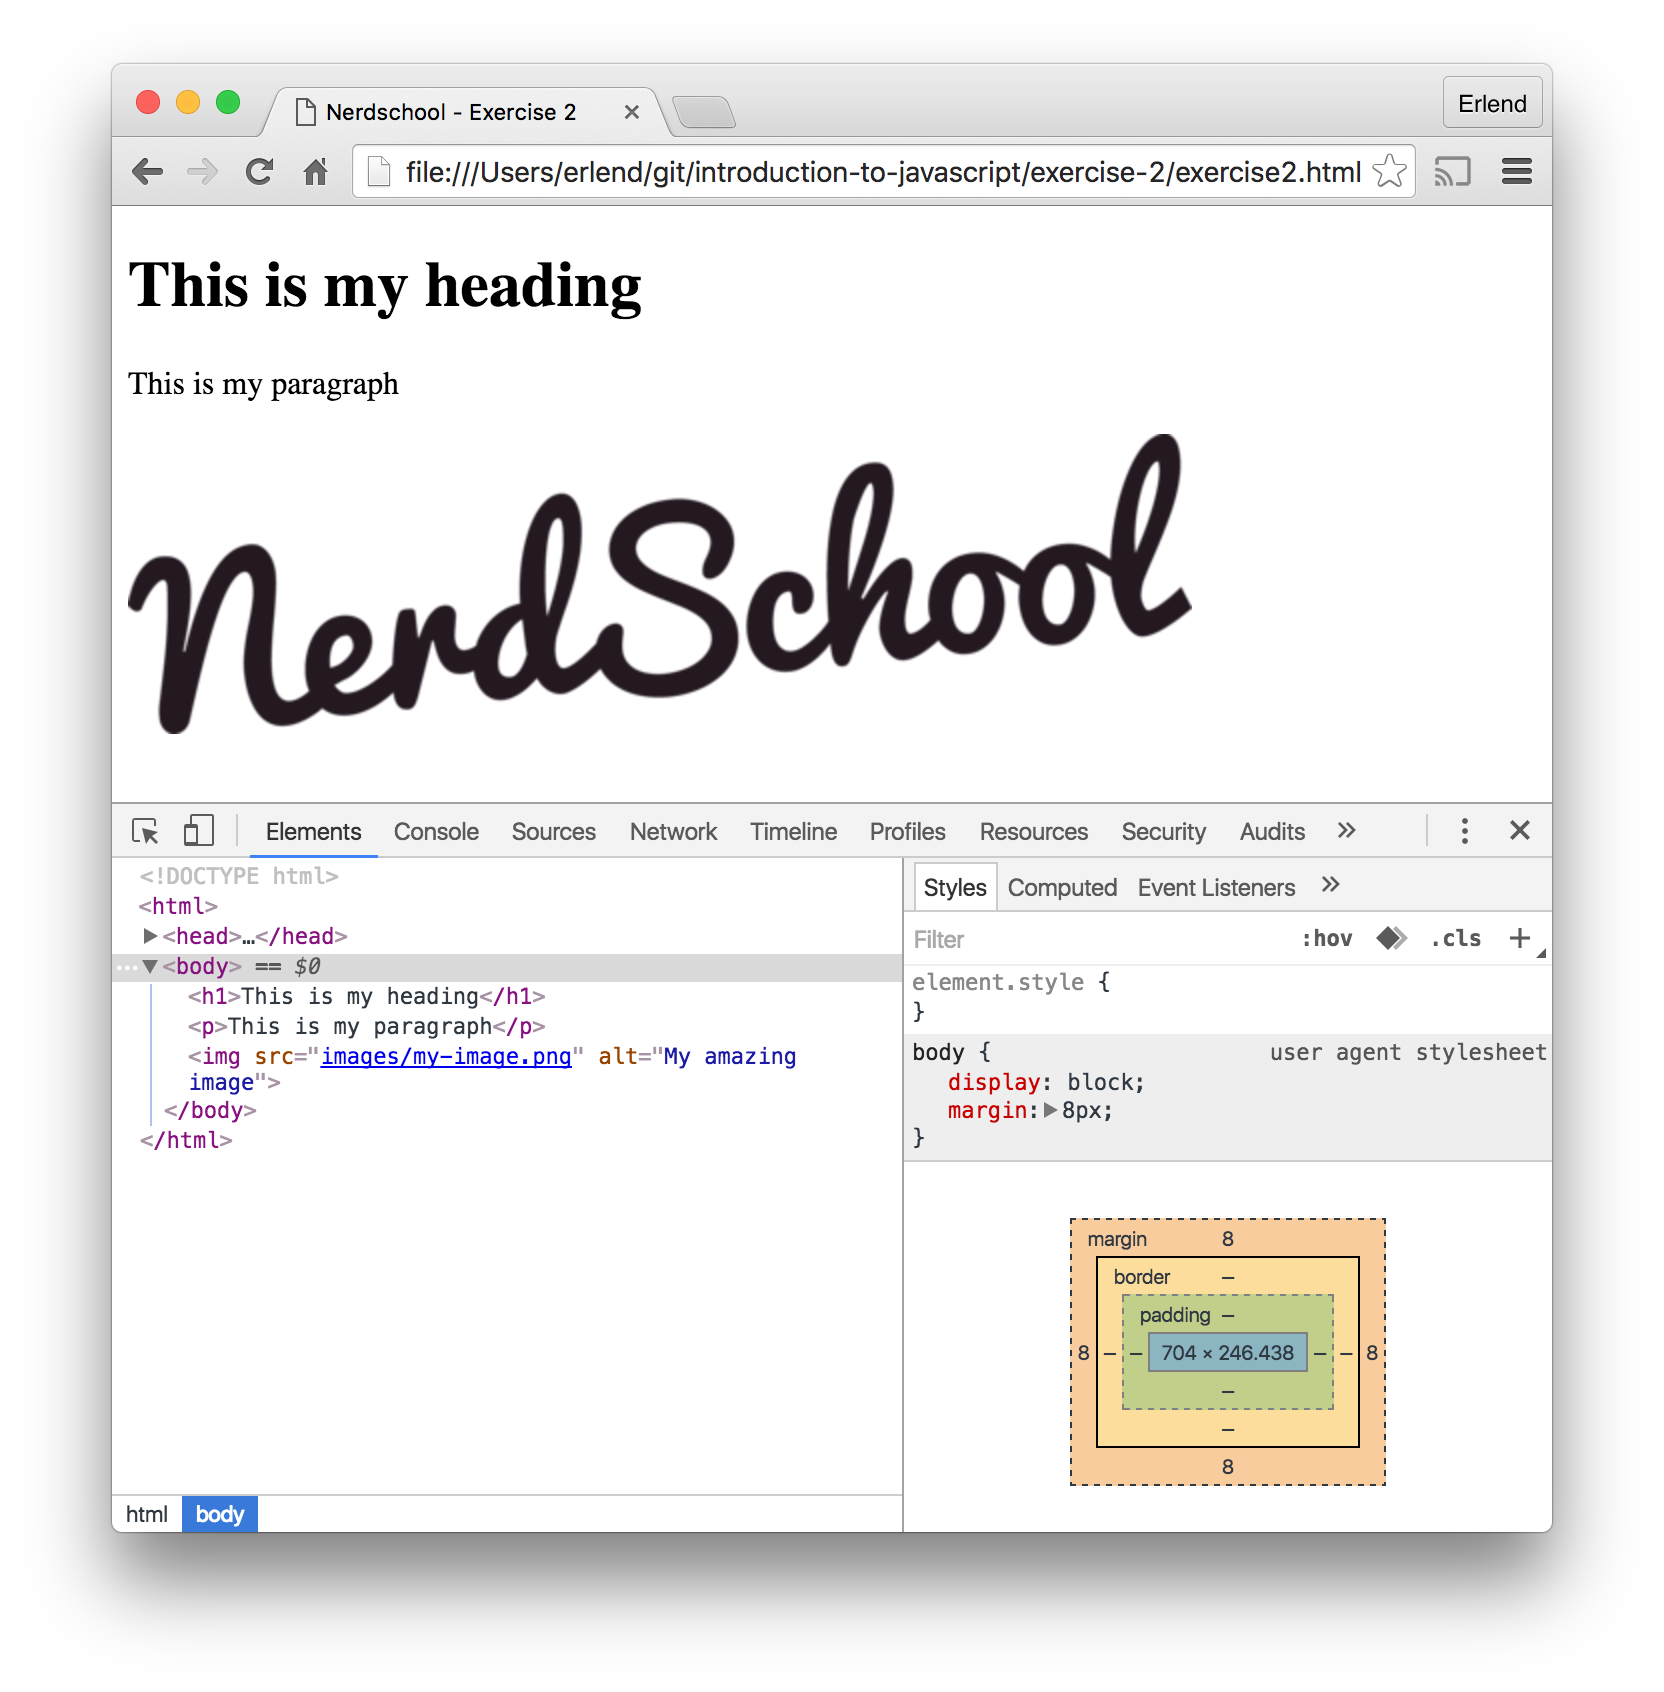 Nerdschool - Exercise 2
Erlend
file:///Users/erlend/git/introduction-to-javascript/exercise-2/exercise2.html
This is my heading
This is my paragraph
NerdSchool
Elements Console Sources Network Timeline Profiles Resources Security Audits »
<!DOCTYPE html>
<html>
<head>…</head>
<body> == $0
<h1>This is my heading</h1>
<p>This is my paragraph</p>
<img src="images/my-image.png" alt="My amazing
image">
</body>
</html>
html body
Styles Computed Event Listeners »
Filter :hov .cls +
element.style {
}
body { user agent stylesheet
display: block;
margin: 8px;
}
margin 8
border –
padding –
8 – – 704 × 246.438 – – 8
–
–
8